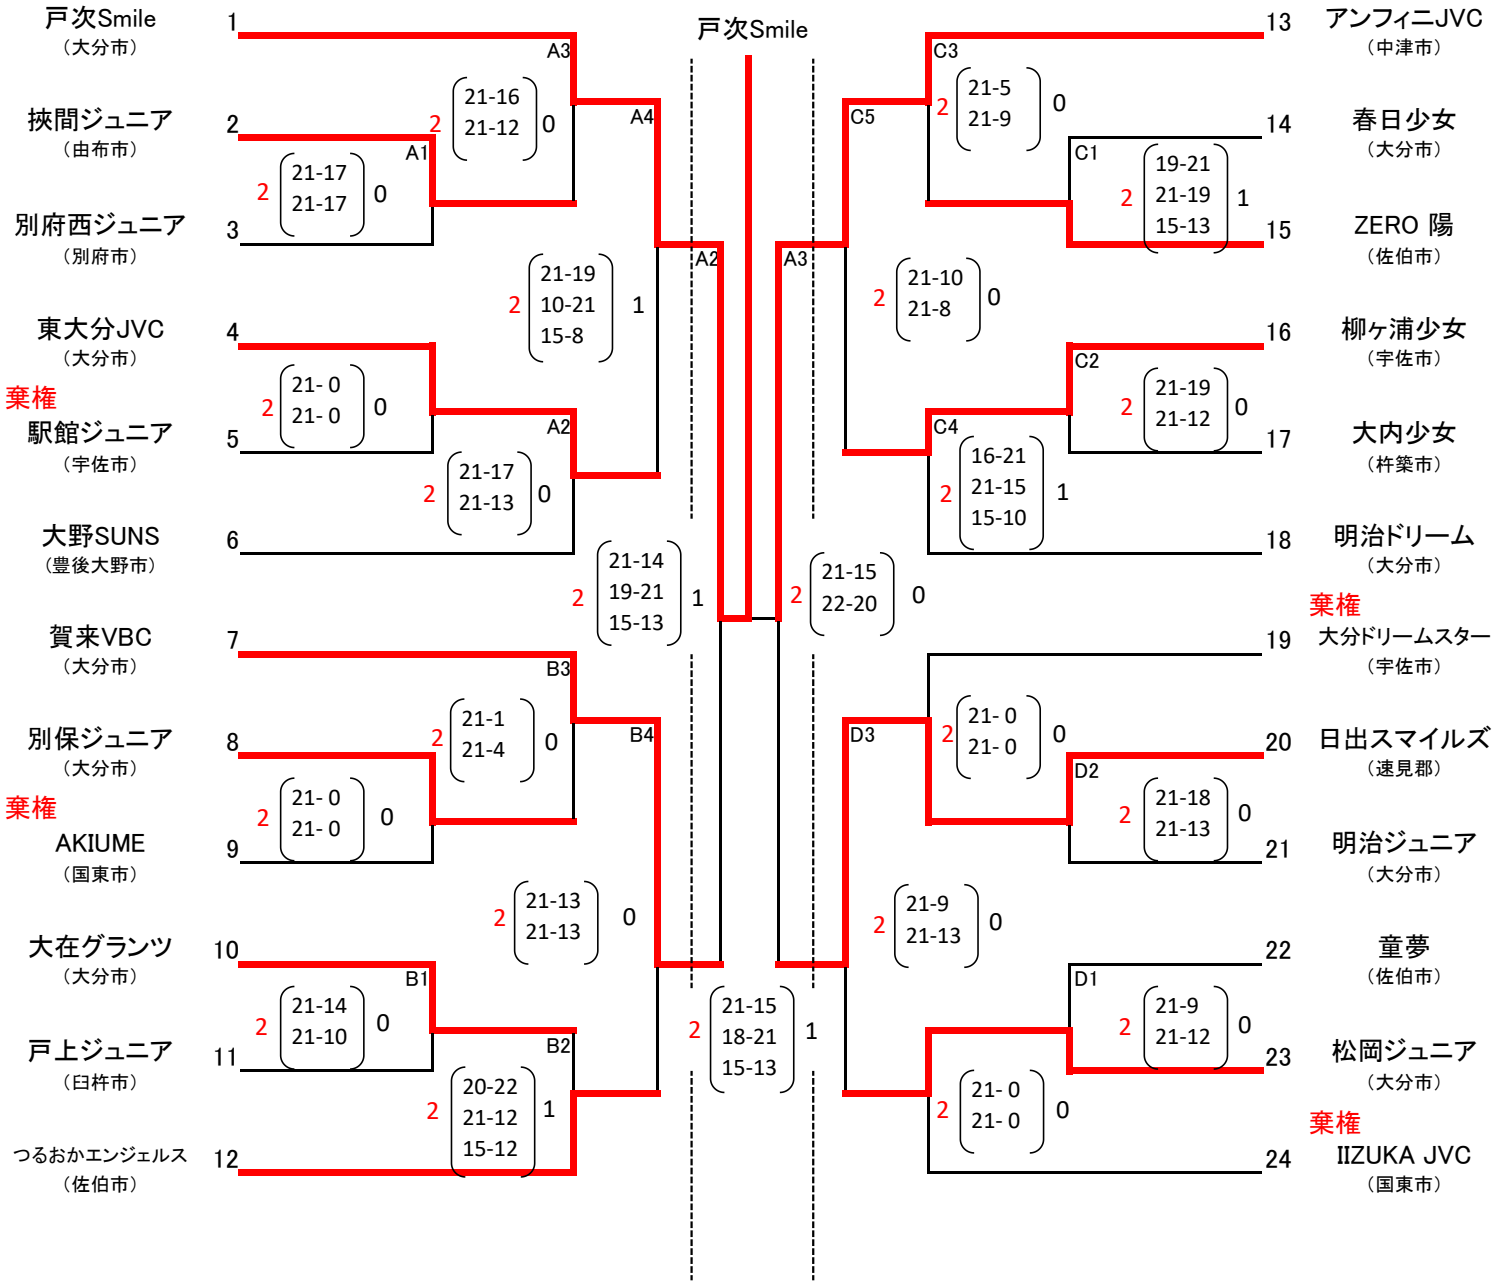 戸次Smile
1
(大分市)
挾間ジュニア
2
(由布市)
別府西ジュニア
3
(別府市)
東大分JVC
4
(大分市)
棄権
駅館ジュニア
5
(宇佐市)
大野SUNS
6
(豊後大野市)
賀来VBC
7
(大分市)
別保ジュニア
8
(大分市)
棄権
AKIUME
9
(国東市)
大在グランツ
10
(大分市)
戸上ジュニア
11
(臼杵市)
つるおかエンジェルス
12
(佐伯市)
A3
21-16
2
21-12
0
A1
21-17
2
21-17
0
A4
21-19
2
10-21
1
15-8
21- 0
2
21- 0
0
A2
21-17
2
21-13
0
B3
21-1
2
21-4
0
21- 0
2
21- 0
0
B4
21-13
2
21-13
0
B1
21-14
2
21-10
0
B2
20-22
2
21-12
1
15-12
戸次Smile
A2
A3
21-14
2
19-21
1
15-13
21-15
2
22-20
0
21-15
2
18-21
1
15-13
C3
21-5
2
21-9
0
C5
C1
19-21
2
21-19
1
15-13
21-10
2
21-8
0
C2
21-19
2
21-12
0
C4
16-21
2
21-15
1
15-10
21- 0
2
21- 0
0
D3
D2
21-18
2
21-13
0
21-9
2
21-13
0
D1
21-9
2
21-12
0
21- 0
2
21- 0
0
13
アンフィニJVC
(中津市)
14
春日少女
(大分市)
15
ZERO 陽
(佐伯市)
16
柳ヶ浦少女
(宇佐市)
17
大内少女
(杵築市)
18
明治ドリーム
(大分市)
棄権
19
大分ドリームスター
(宇佐市)
20
日出スマイルズ
(速見郡)
21
明治ジュニア
(大分市)
22
童夢
(佐伯市)
23
松岡ジュニア
(大分市)
棄権
24
IIZUKA JVC
(国東市)